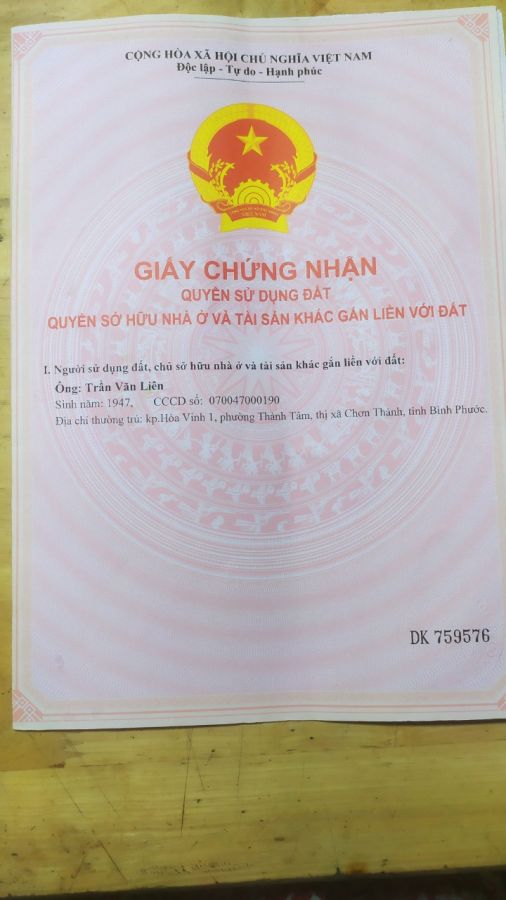 CỘNG HÒA XÃ HỘI CHỦ NGHĨA VIỆT NAM
Độc lập - Tự do - Hạnh phúc
VIỆT NAM
GIẤY CHỨNG NHẬN
QUYỀN SỬ DỤNG ĐẤT
QUYỀN SỞ HỮU NHÀ Ở VÀ TÀI SẢN KHÁC GẮN LIỀN VỚI ĐẤT
I. Người sử dụng đất, chủ sở hữu nhà ở và tài sản khác gắn liền với đất:
Ông: Trần Văn Liên
Sinh năm: 1947, CCCD số: 070047000190
Địa chỉ thường trú: kp.Hòa Vinh 1, phường Thành Tâm, thị xã Chơn Thành, tỉnh Bình Phước.
DK 759576